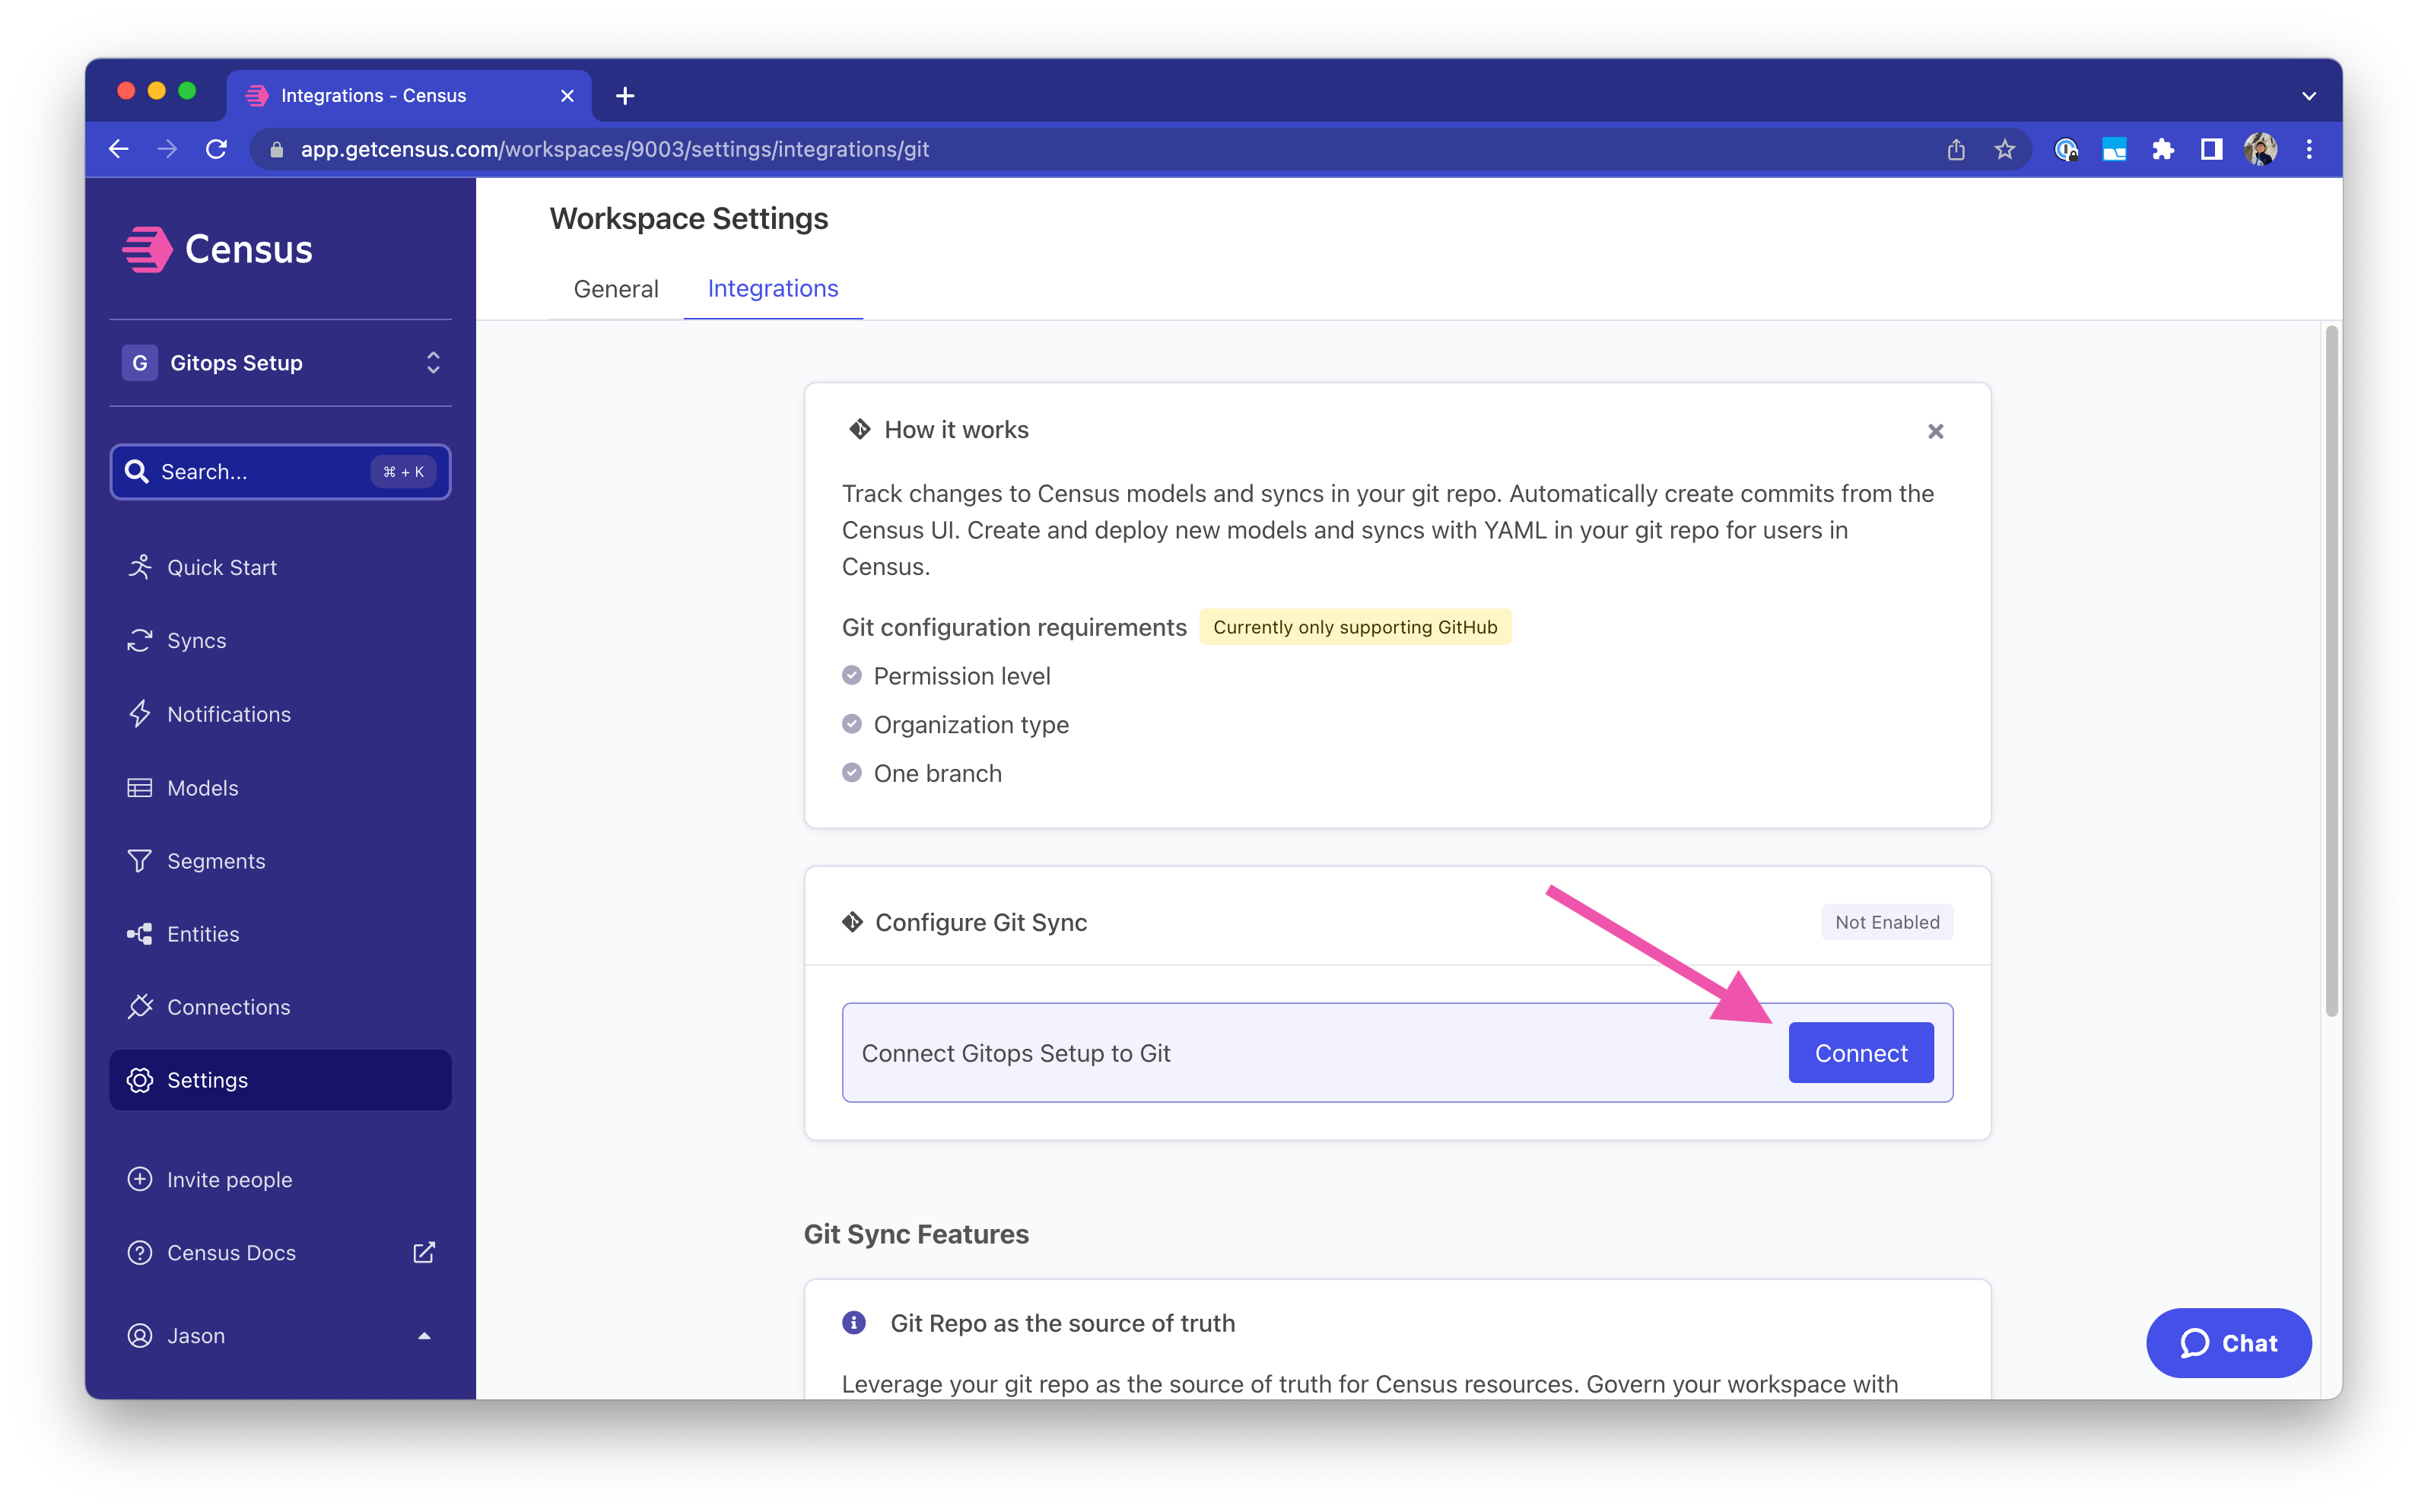 Integrations - Census
app.getcensus.com/workspaces/9003/settings/integrations/git
Census
G Gitops Setup
Search... ⌘ + K
Quick Start
Syncs
Notifications
Models
Segments
Entities
Connections
Settings
Invite people
Census Docs
Jason
Workspace Settings
General Integrations
How it works
Track changes to Census models and syncs in your git repo. Automatically create commits from the
Census UI. Create and deploy new models and syncs with YAML in your git repo for users in
Census.
Git configuration requirements Currently only supporting GitHub
Permission level
Organization type
One branch
Configure Git Sync Not Enabled
Connect Gitops Setup to Git Connect
Git Sync Features
Git Repo as the source of truth
Leverage your git repo as the source of truth for Census resources. Govern your workspace with
Chat